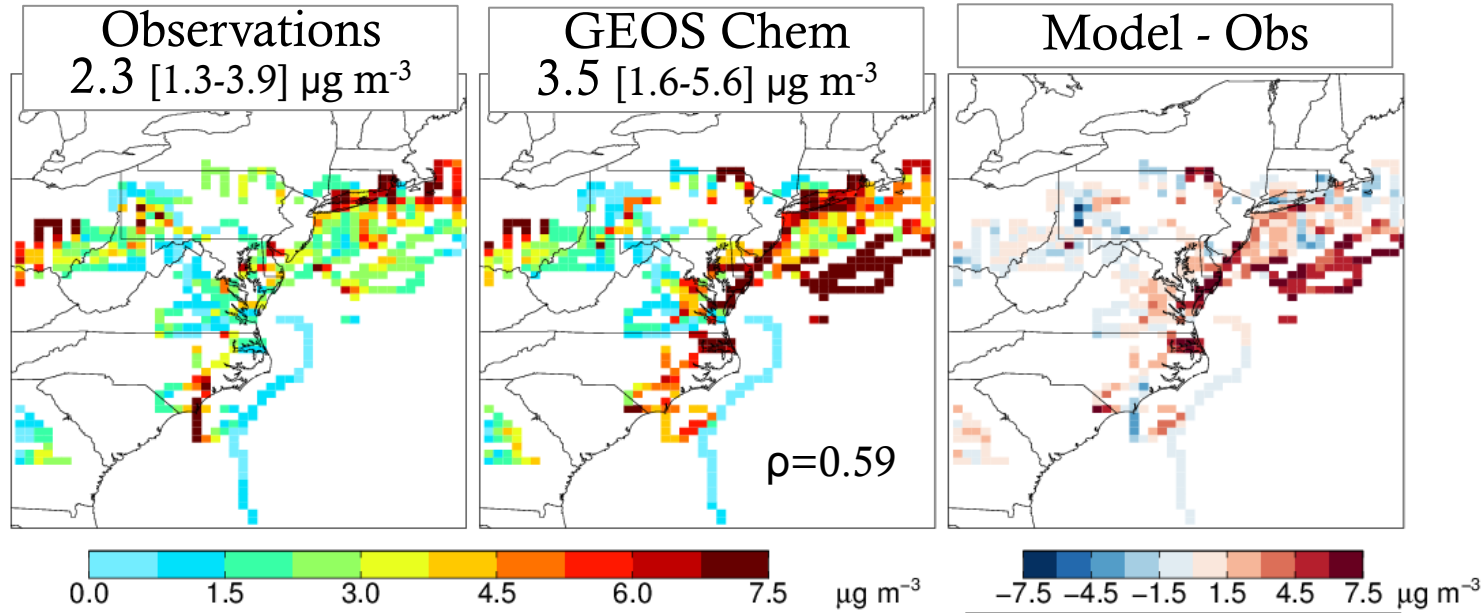 Observations
2.3 [1.3-3.9] μg m-3
GEOS Chem
3.5 [1.6-5.6] μg m-3
Model - Obs
ρ=0.59
0.0 1.5 3.0 4.5 6.0 7.5 μg m−3
−7.5 −4.5 −1.5 1.5 4.5 7.5 μg m−3